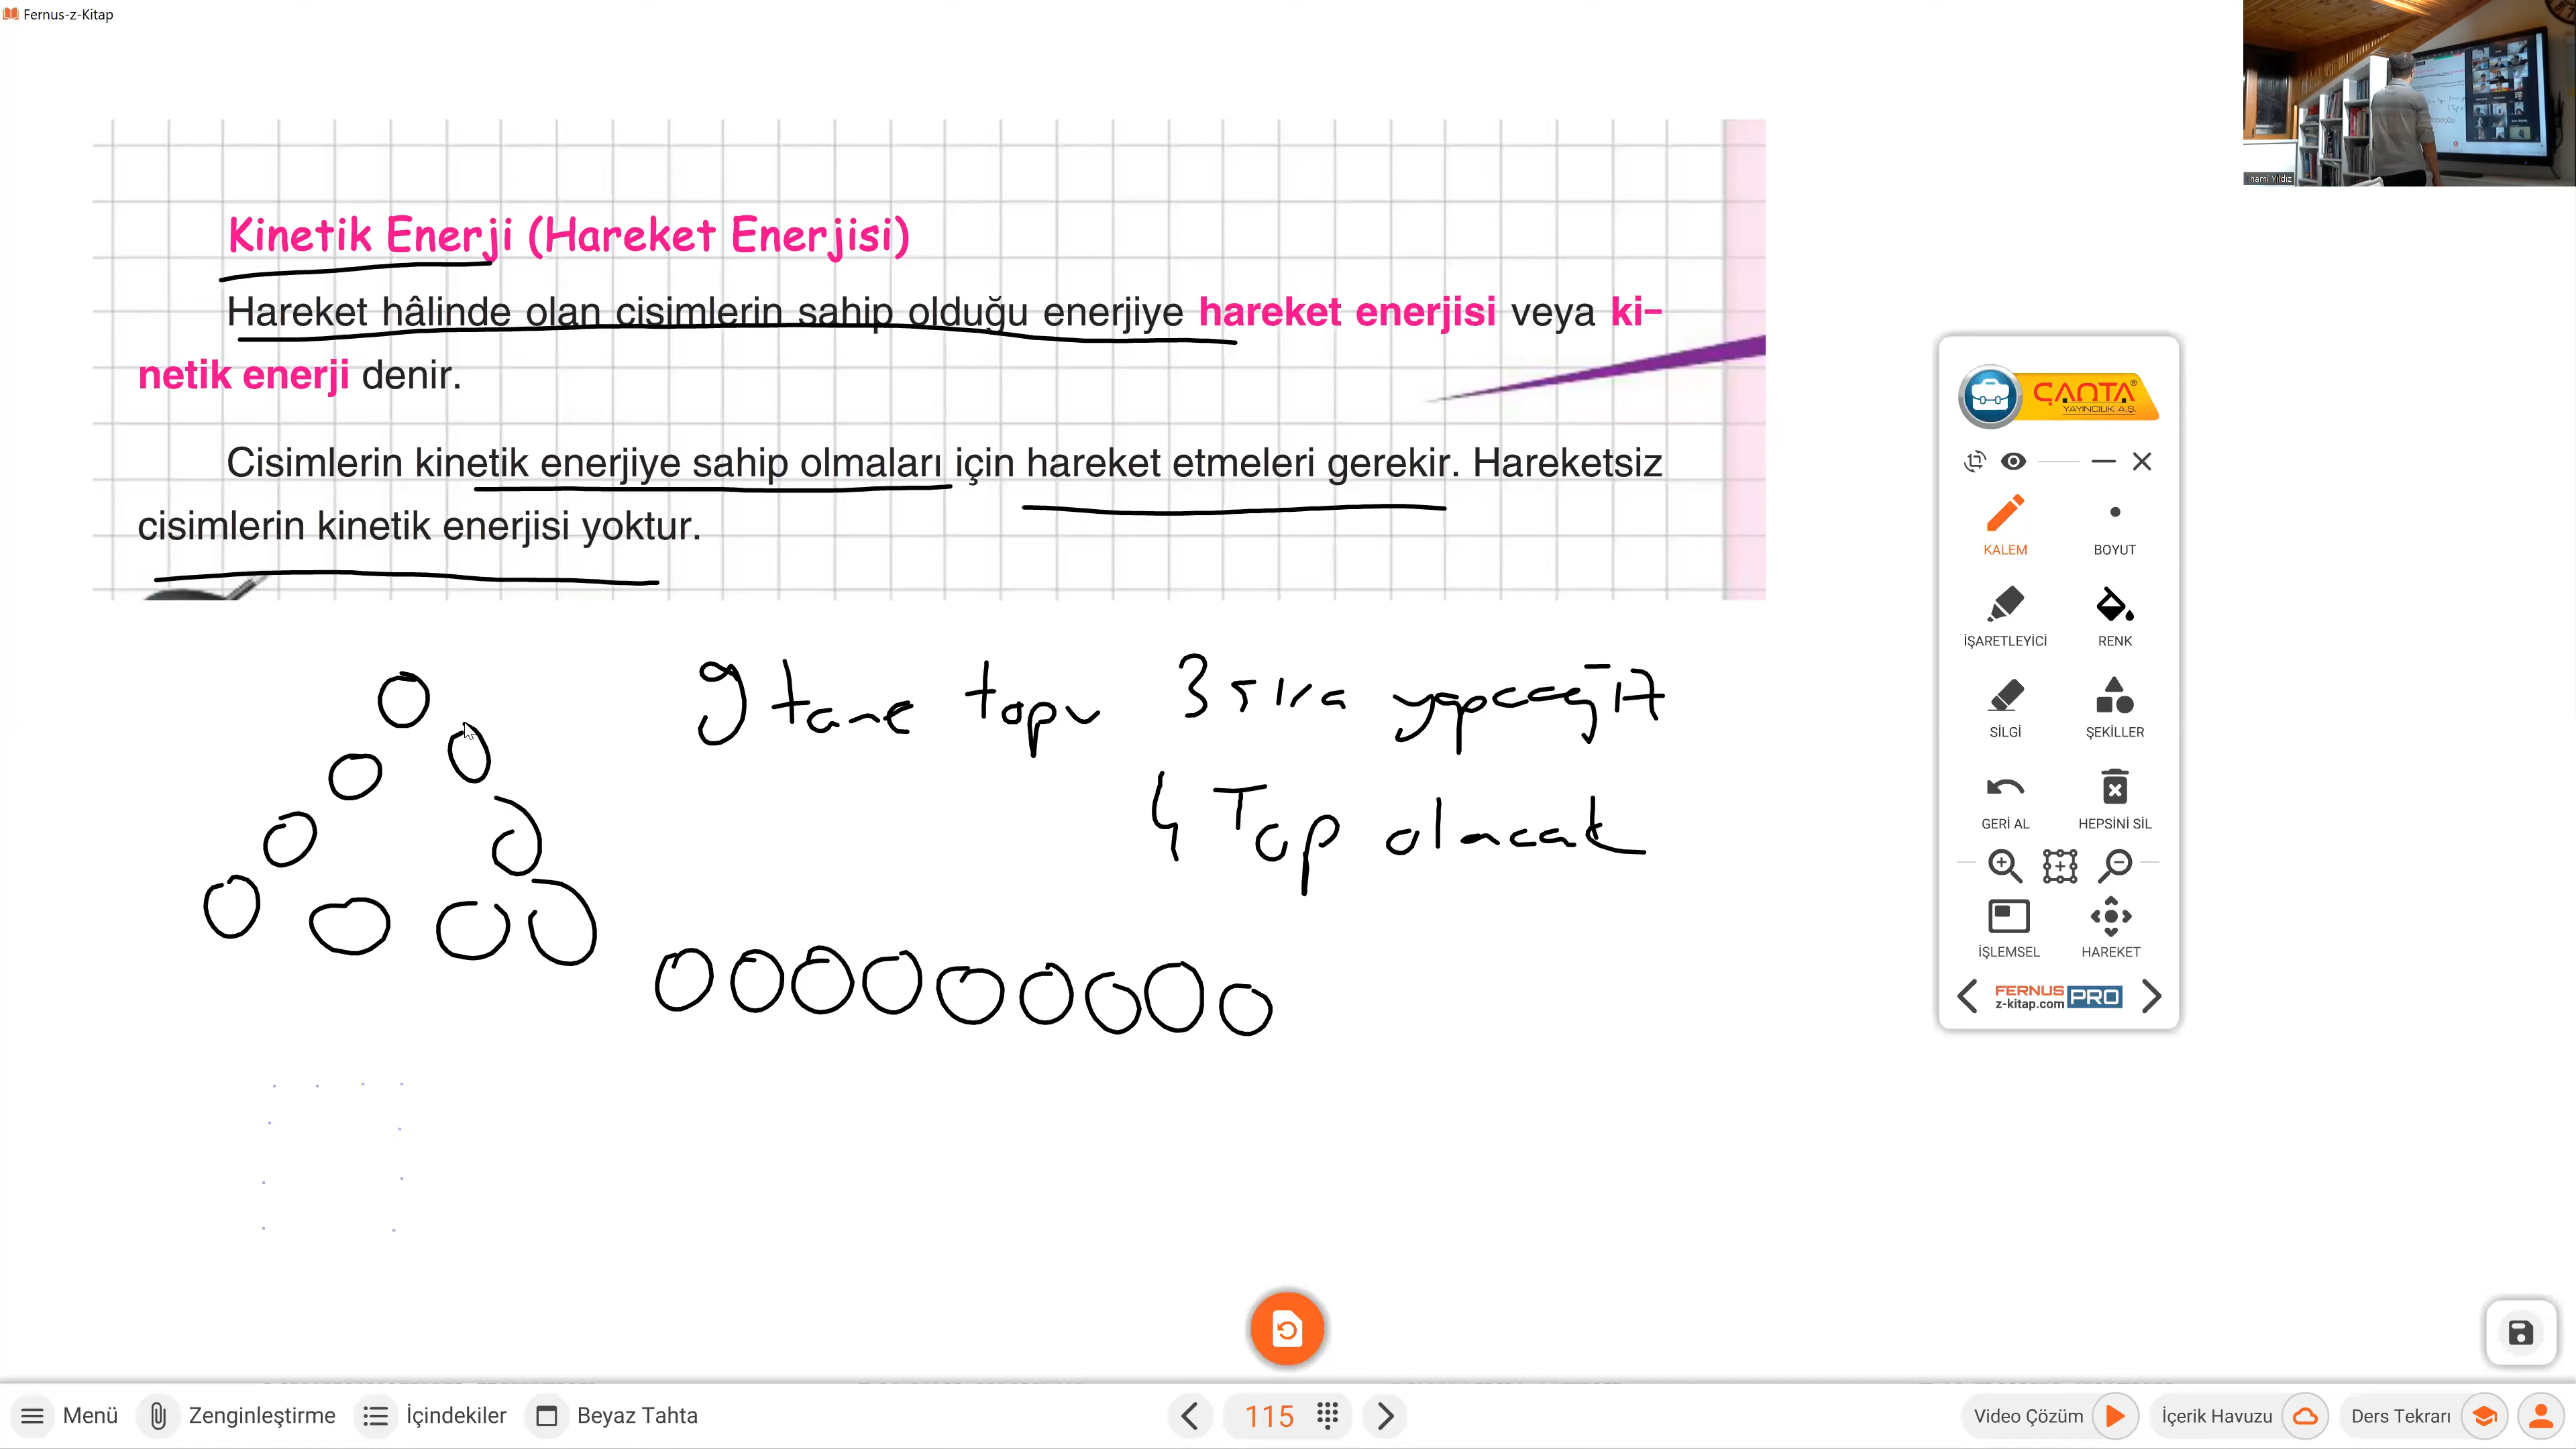 Fernus-z-Kitap
İhami Yıldız
Kinetik Enerji (Hareket Enerjisi)
Hareket hâlinde olan cisimlerin sahip olduğu enerjiye hareket enerjisi veya ki-
netik enerji denir.
Cisimlerin kinetik enerjiye sahip olmaları için hareket etmeleri gerekir. Hareketsiz
cisimlerin kinetik enerjisi yoktur.
9 tane topu 3 sıra yapacağız
4 Top olacak
ÇANTA
YAYINCILIK A.Ş.
KALEM BOYUT
İŞARETLEYİCİ RENK
SİLGİ ŞEKİLLER
GERİ AL HEPSİNİ SİL
İŞLEMSEL HAREKET
FERNUS PRO
z-kitap.com
Menü Zenginleştirme İçindekiler Beyaz Tahta 115 Video Çözüm İçerik Havuzu Ders Tekrarı